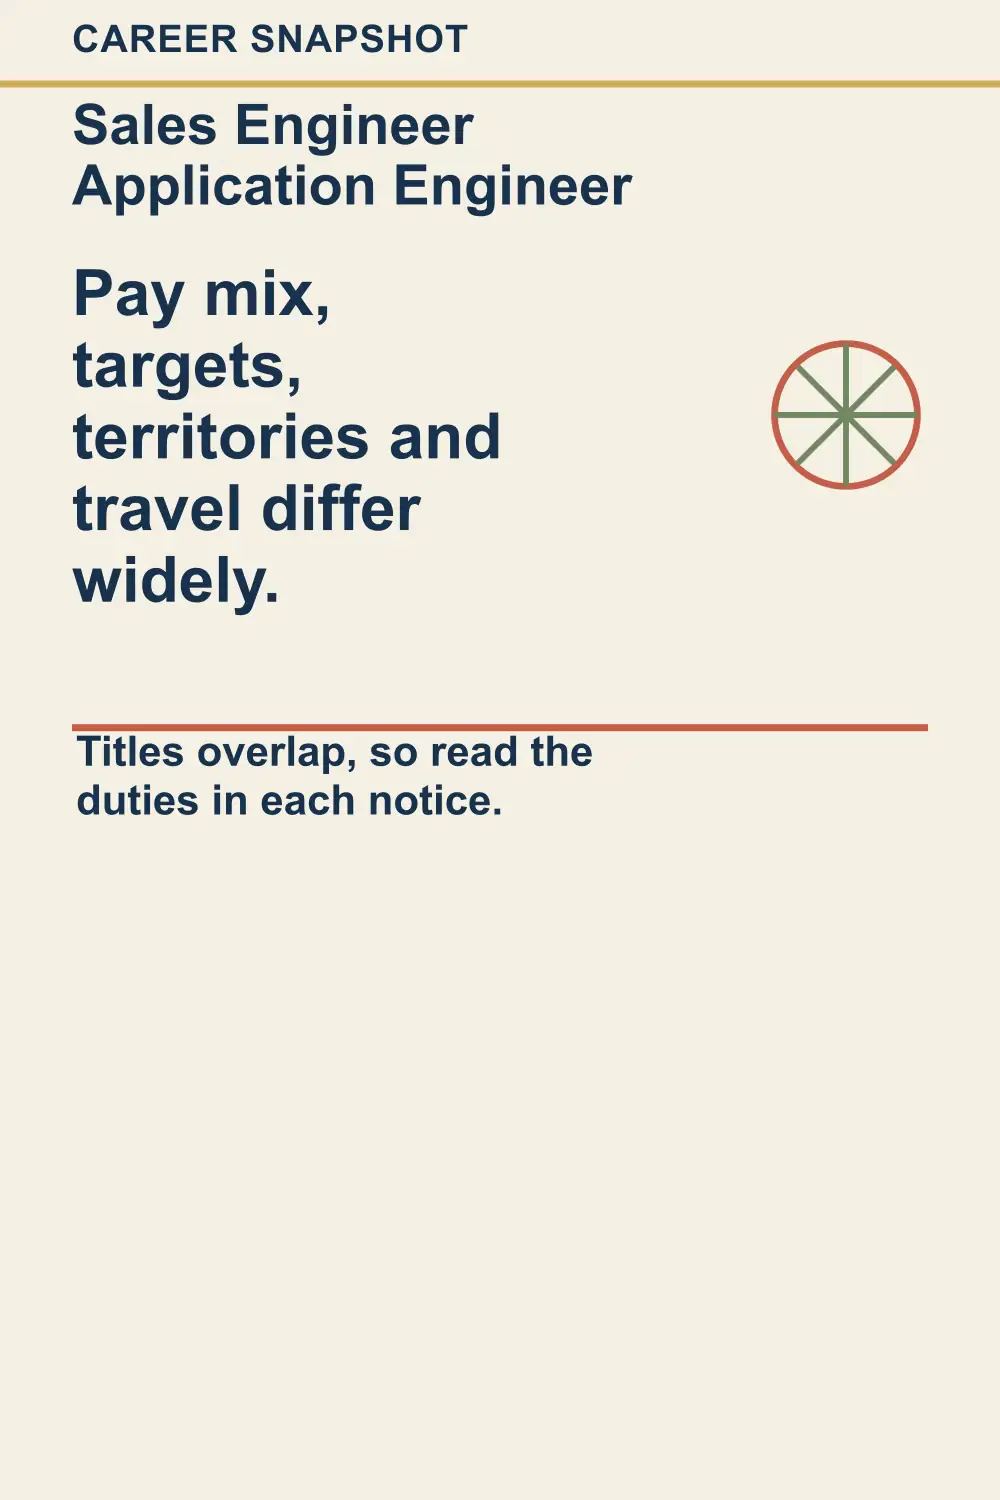 CAREER SNAPSHOT
Sales Engineer
Application Engineer
Pay mix,
targets,
territories and
travel differ
widely.
Titles overlap, so read the
duties in each notice.